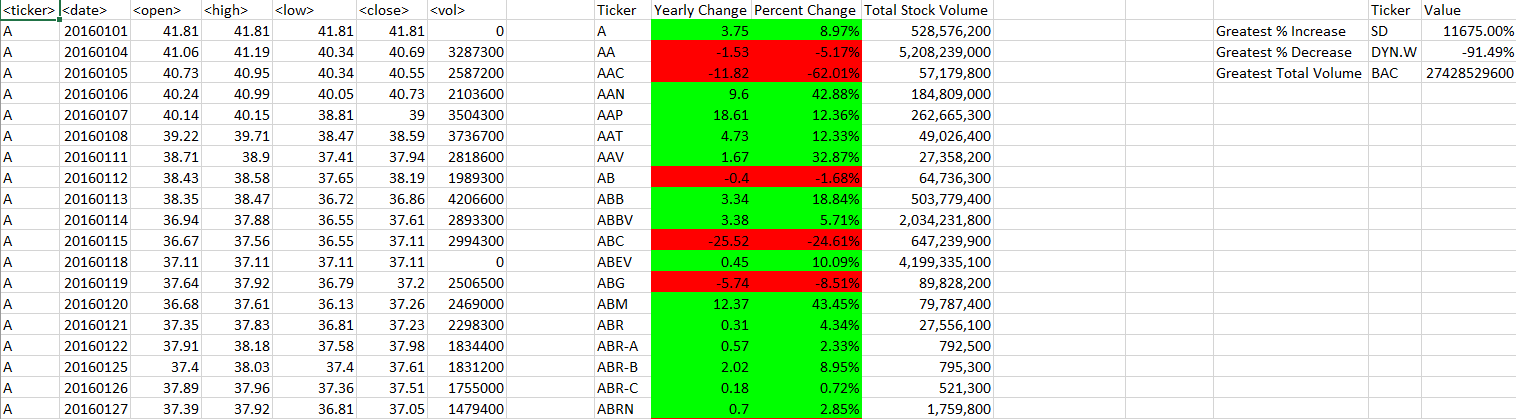 <ticker> <date> <open> <high> <low> <close> <vol> Ticker Yearly Change Percent Change Total Stock Volume Ticker Value
A 20160101 41.81 41.81 41.81 41.81 0 A 3.75 8.97% 528,576,200 Greatest % Increase SD 11675.00%
A 20160104 41.06 41.19 40.34 40.69 3287300 AA -1.53 -5.17% 5,208,239,000 Greatest % Decrease DYN.W -91.49%
A 20160105 40.73 40.95 40.34 40.55 2587200 AAC -11.82 -62.01% 57,179,800 Greatest Total Volume BAC 27428529600
A 20160106 40.24 40.99 40.05 40.73 2103600 AAN 9.6 42.88% 184,809,000
A 20160107 40.14 40.15 38.81 39 3504300 AAP 18.61 12.36% 262,665,300
A 20160108 39.22 39.71 38.47 38.59 3736700 AAT 4.73 12.33% 49,026,400
A 20160111 38.71 38.9 37.41 37.94 2818600 AAV 1.67 32.87% 27,358,200
A 20160112 38.43 38.58 37.65 38.19 1989300 AB -0.4 -1.68% 64,736,300
A 20160113 38.35 38.47 36.72 36.86 4206600 ABB 3.34 18.84% 503,779,400
A 20160114 36.94 37.88 36.55 37.61 2893300 ABBV 3.38 5.71% 2,034,231,800
A 20160115 36.67 37.56 36.55 37.11 2994300 ABC -25.52 -24.61% 647,239,900
A 20160118 37.11 37.11 37.11 37.11 0 ABEV 0.45 10.09% 4,199,335,100
A 20160119 37.64 37.92 36.79 37.2 2506500 ABG -5.74 -8.51% 89,828,200
A 20160120 36.68 37.61 36.13 37.26 2469000 ABM 12.37 43.45% 79,787,400
A 20160121 37.35 37.83 36.81 37.23 2298300 ABR 0.31 4.34% 27,556,100
A 20160122 37.91 38.18 37.58 37.98 1834400 ABR-A 0.57 2.33% 792,500
A 20160125 37.4 38.03 37.4 37.61 1831200 ABR-B 2.02 8.95% 795,300
A 20160126 37.89 37.96 37.36 37.51 1755000 ABR-C 0.18 0.72% 521,300
A 20160127 37.39 37.92 36.81 37.05 1479400 ABRN 0.7 2.85% 1,759,800